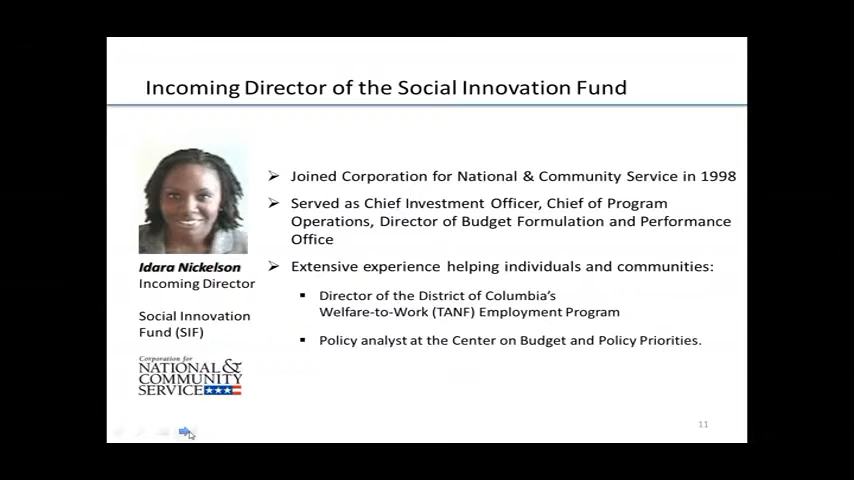 Incoming Director of the Social Innovation Fund
Joined Corporation for National & Community Service in 1998
Served as Chief Investment Officer, Chief of Program
Operations, Director of Budget Formulation and Performance
Office
Extensive experience helping individuals and communities:
Director of the District of Columbia's
Welfare-to-Work (TANF) Employment Program
Policy analyst at the Center on Budget and Policy Priorities.
Idara Nickelson
Incoming Director
Social Innovation
Fund (SIF)
Corporation for
NATIONAL &
COMMUNITY
SERVICE
11